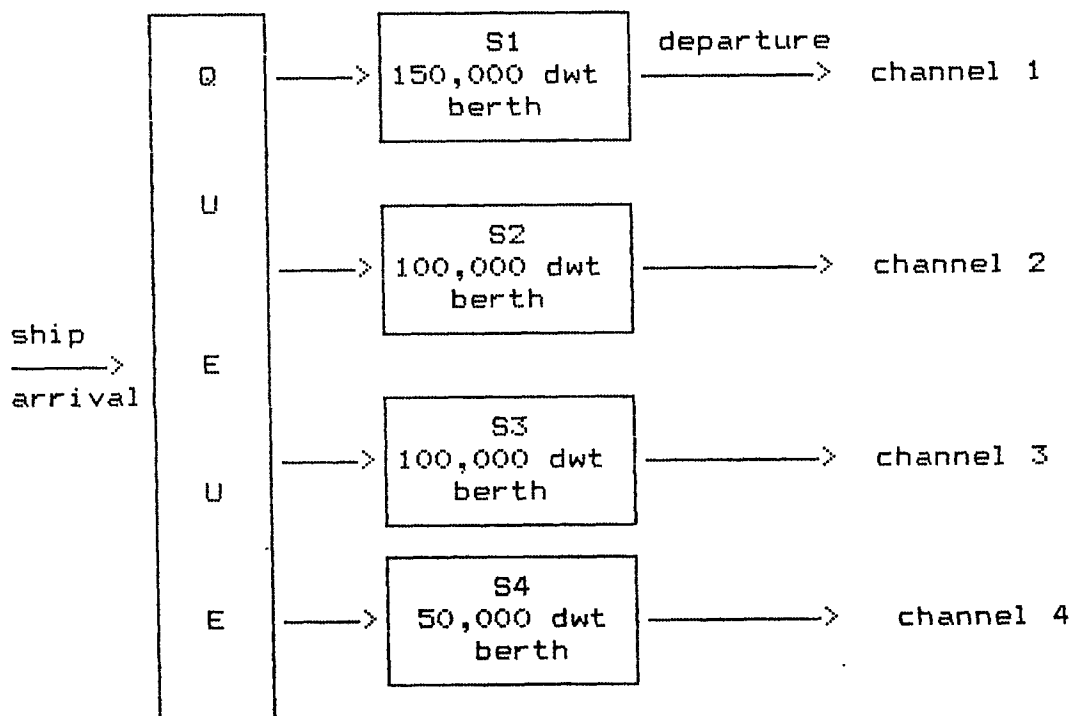 ship
arrival
Q
U
E
U
E
S1
150,000 dwt
berth
departure
channel 1
S2
100,000 dwt
berth
channel 2
S3
100,000 dwt
berth
channel 3
S4
50,000 dwt
berth
channel 4